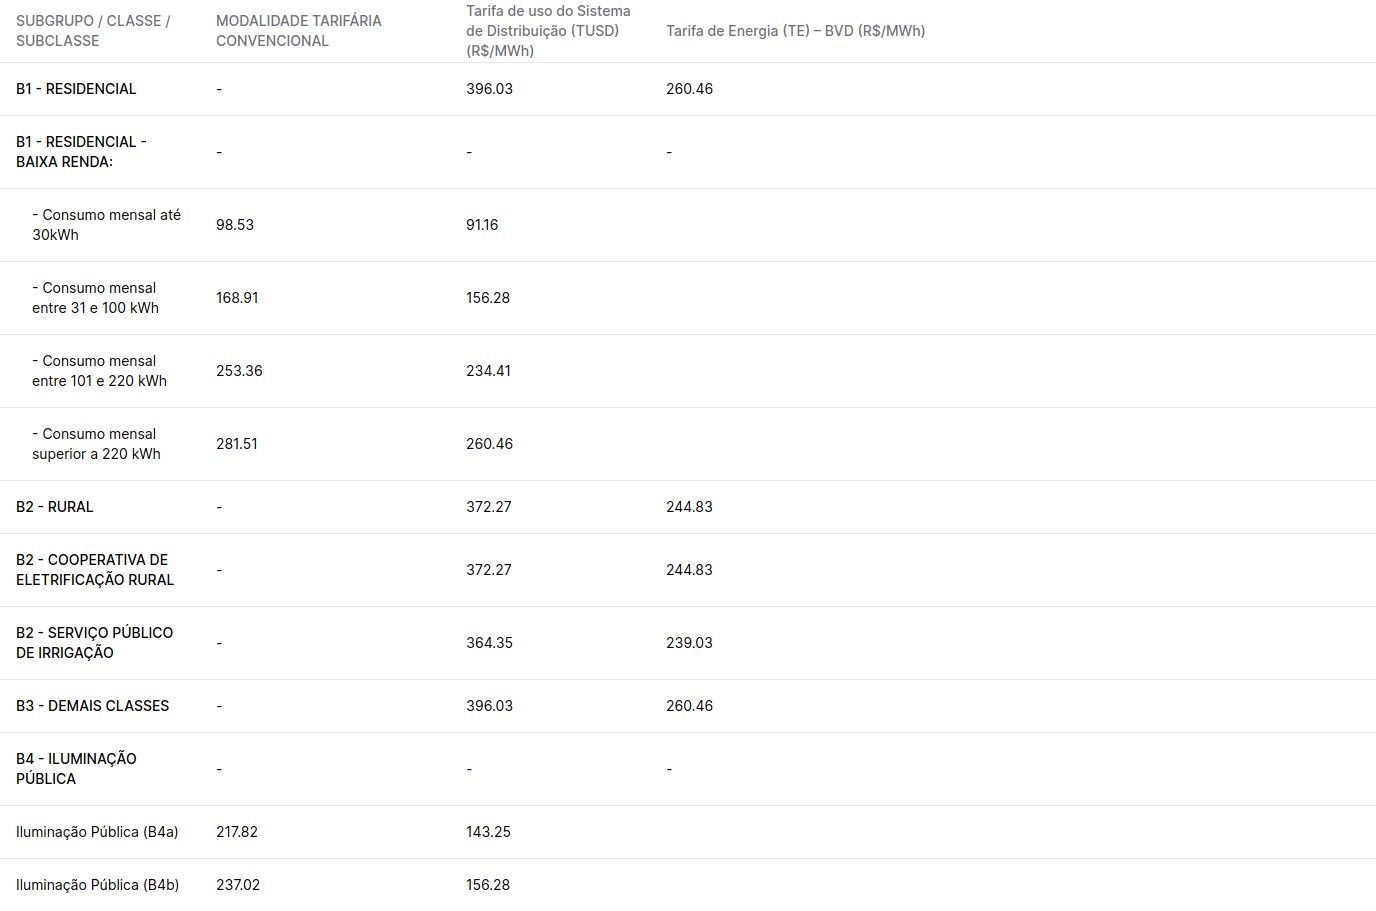 SUBGRUPO / CLASSE /
SUBCLASSE
MODALIDADE TARIFÁRIA
CONVENCIONAL
Tarifa de uso do Sistema
de Distribuição (TUSD)
(R$/MWh)
Tarifa de Energia (TE) – BVD (R$/MWh)
B1 - RESIDENCIAL - 396.03 260.46
B1 - RESIDENCIAL -
BAIXA RENDA:
- - -
- Consumo mensal até
30kWh
98.53 91.16
- Consumo mensal
entre 31 e 100 kWh
168.91 156.28
- Consumo mensal
entre 101 e 220 kWh
253.36 234.41
- Consumo mensal
superior a 220 kWh
281.51 260.46
B2 - RURAL - 372.27 244.83
B2 - COOPERATIVA DE
ELETRIFICAÇÃO RURAL
- 372.27 244.83
B2 - SERVIÇO PÚBLICO
DE IRRIGAÇÃO
- 364.35 239.03
B3 - DEMAIS CLASSES - 396.03 260.46
B4 - ILUMINAÇÃO
PÚBLICA
- - -
Iluminação Pública (B4a) 217.82 143.25
Iluminação Pública (B4b) 237.02 156.28